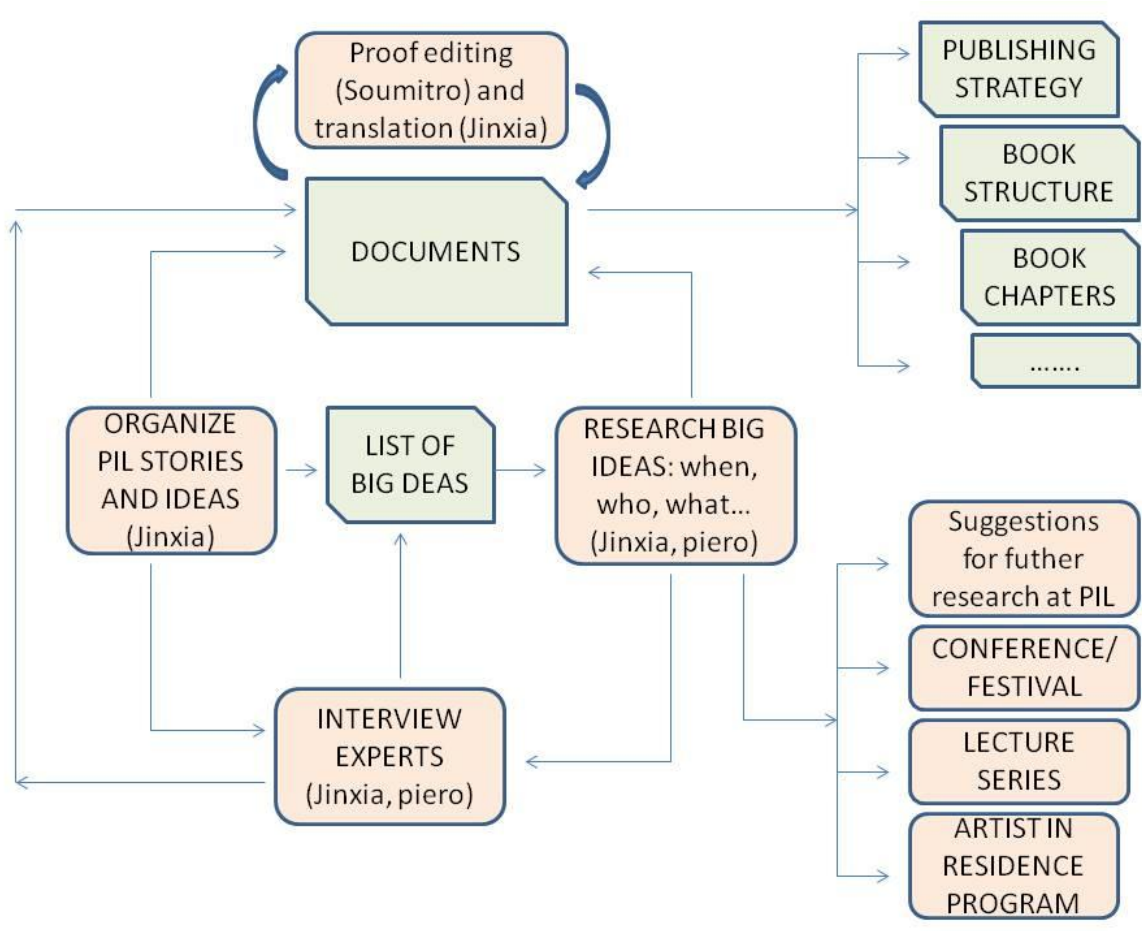 Proof editing
(Soumitro) and
translation (Jinxia)
DOCUMENTS
PUBLISHING
STRATEGY
BOOK
STRUCTURE
BOOK
CHAPTERS
.......
ORGANIZE
PIL STORIES
AND IDEAS
(Jinxia)
LIST OF
BIG DEAS
RESEARCH BIG
IDEAS: when,
who, what...
(Jinxia, piero)
INTERVIEW
EXPERTS
(Jinxia, piero)
Suggestions
for futher
research at PIL
CONFERENCE/
FESTIVAL
LECTURE
SERIES
ARTIST IN
RESIDENCE
PROGRAM